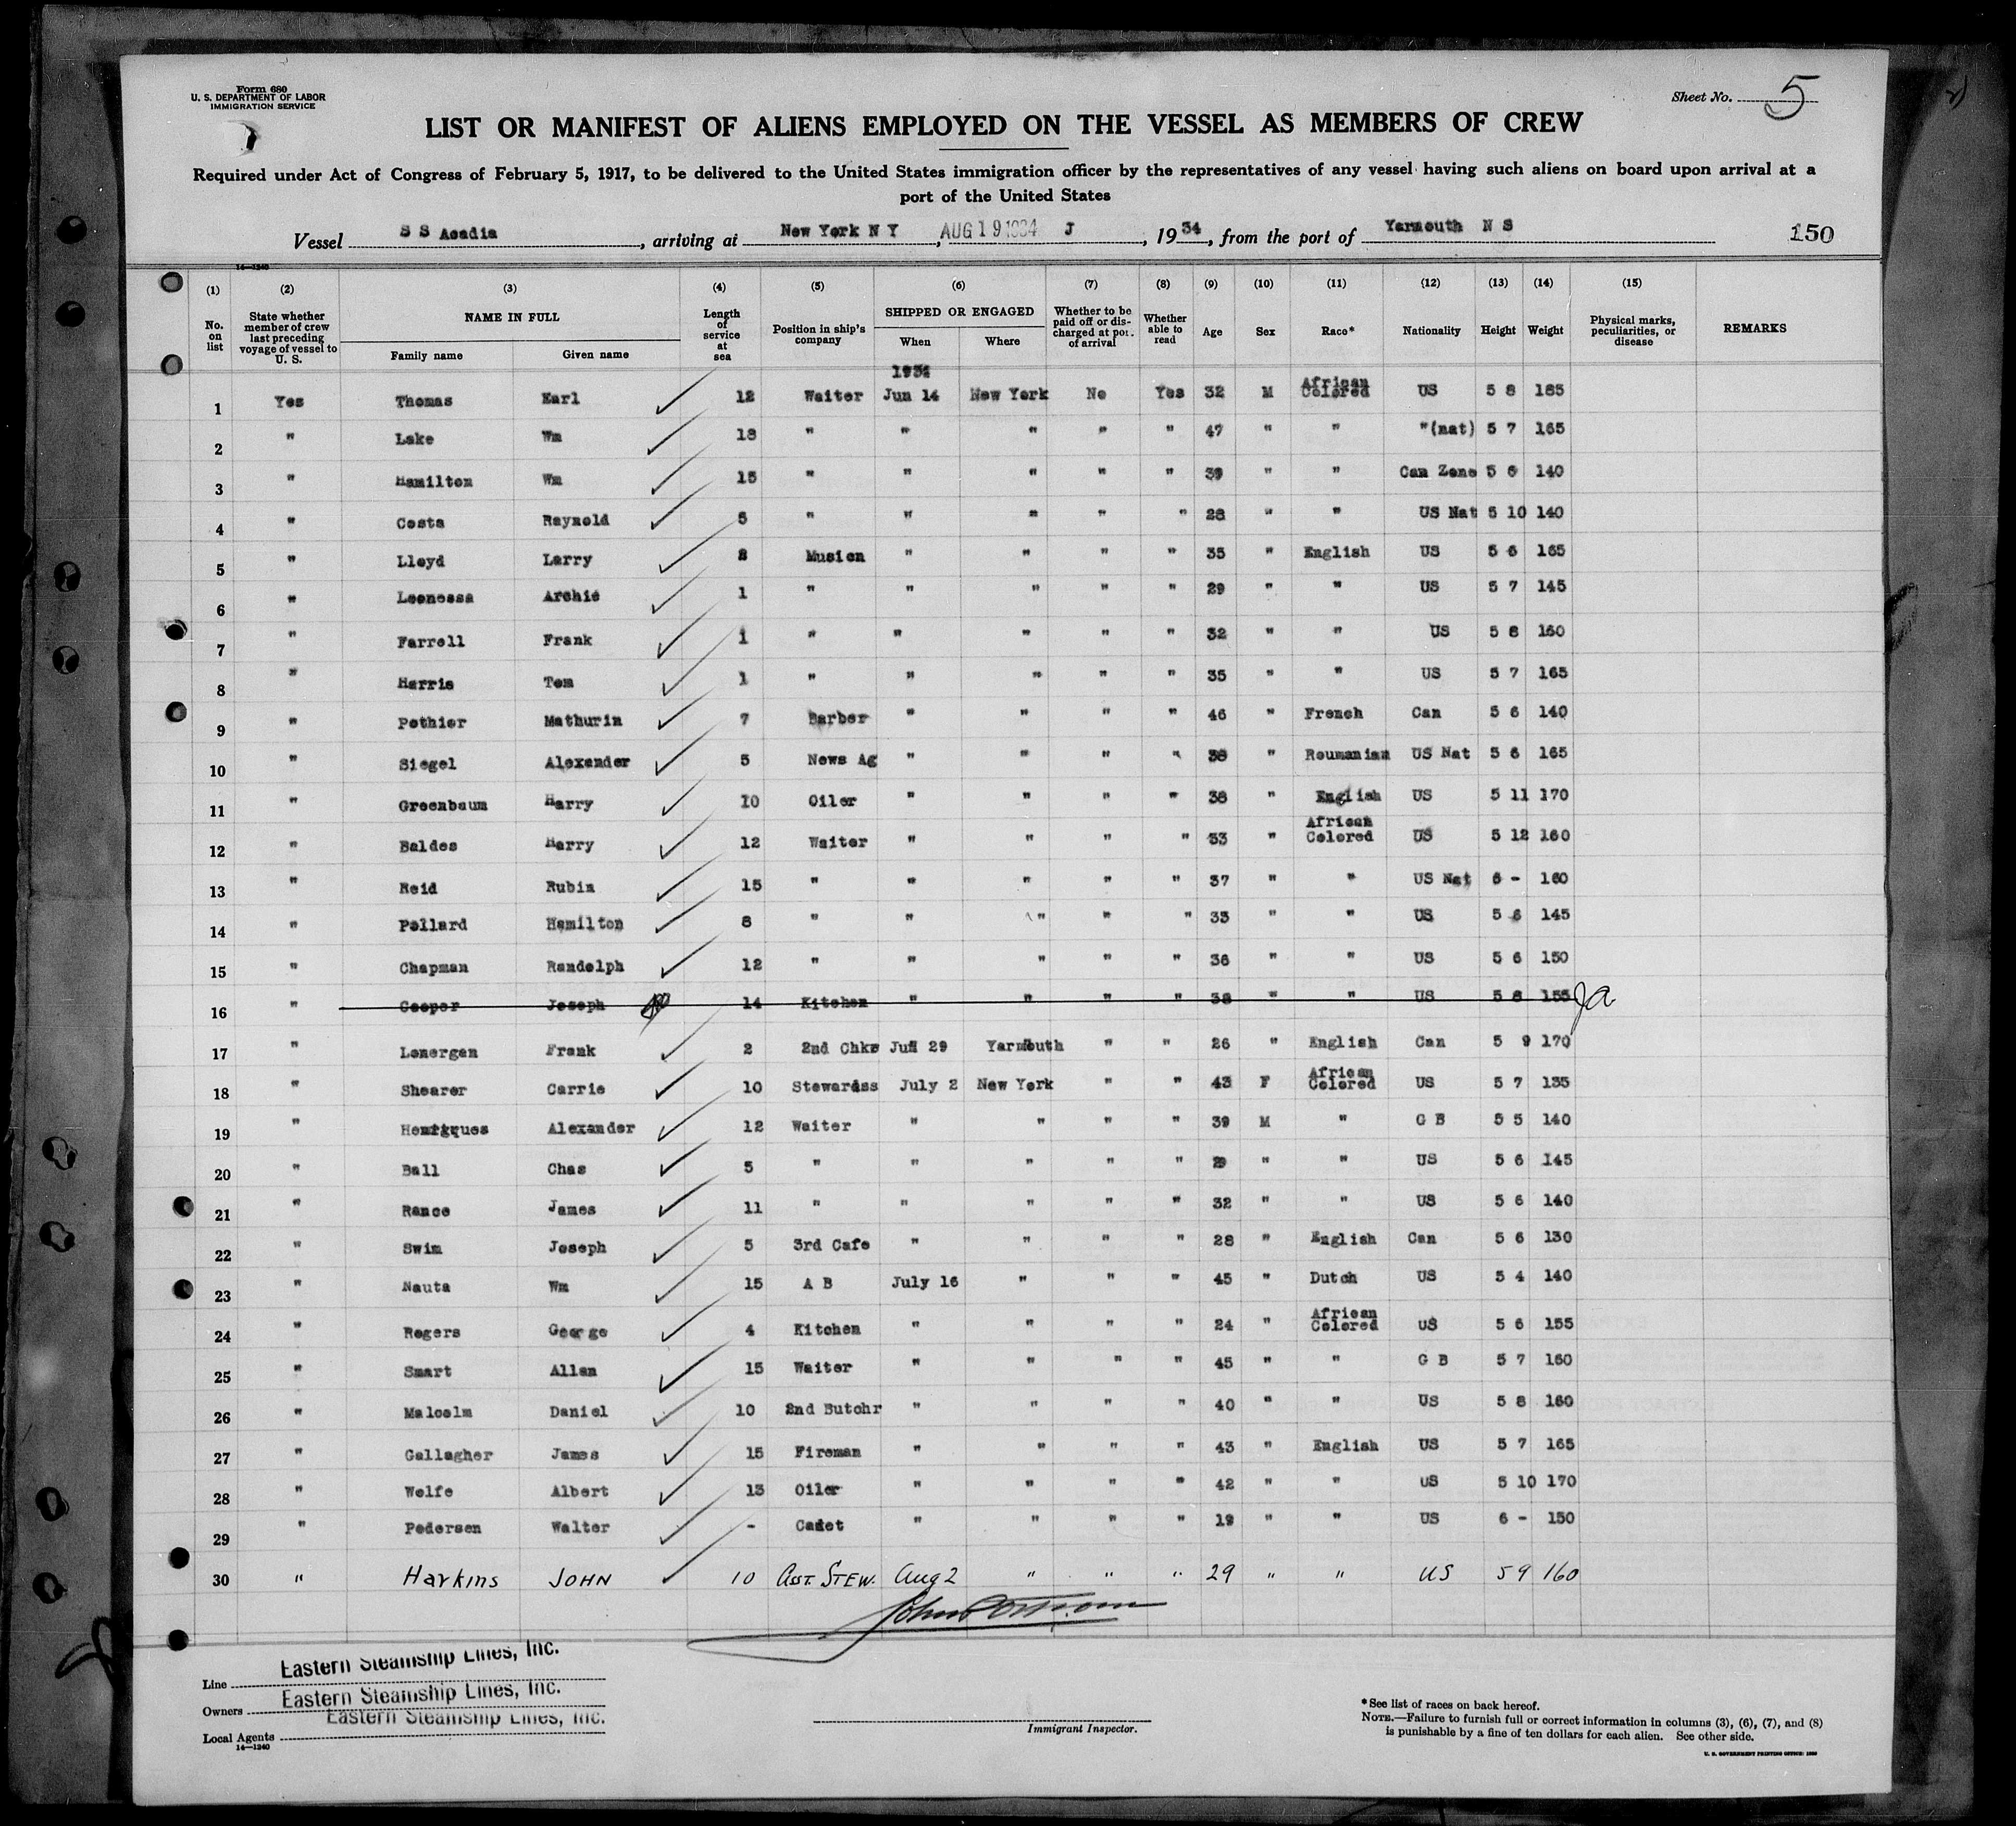 Form 680
U. S. DEPARTMENT OF LABOR
IMMIGRATION SERVICE
Sheet No. 5
LIST OR MANIFEST OF ALIENS EMPLOYED ON THE VESSEL AS MEMBERS OF CREW
Required under Act of Congress of February 5, 1917, to be delivered to the United States immigration officer by the representatives of any vessel having such aliens on board upon arrival at a
port of the United States
Vessel S S Acadia, arriving at New York N Y, AUG 19 1934 J, 1934, from the port of Yarmouth N S 150
14—1240
(1) (2) (3) (4) (5) (6) (7) (8) (9) (10) (11) (12) (13) (14) (15)
No. on list State whether member of crew last preceding voyage of vessel to U. S. NAME IN FULL Family name Given name Length of service at sea Position in ship's company SHIPPED OR ENGAGED When Where Whether to be paid off or discharged at port of arrival Whether able to read Age Sex Race* Nationality Height Weight Physical marks, peculiarities, or disease REMARKS
1934
1 Yes Thomas Earl 12 Waiter Jun 14 New York No Yes 32 M African Colored US 5 8 185
2 " Lake Wm 18 " " " " " 47 " " "(nat) 5 7 165
3 " Hamilton Wm 15 " " " " " 39 " " Can Zone 5 6 140
4 " Costa Raynold 5 " " " " " 28 " " US Nat 5 10 140
5 " Lloyd Larry 8 Musicn " " " " 35 " English US 5 6 165
6 " Leonessa Archie 1 " " " " " 29 " " US 5 7 145
7 " Farrell Frank 1 " " " " " 32 " " US 5 8 160
8 " Harris Tom 1 " " " " " 35 " " US 5 7 165
9 " Pothier Mathurin 7 Barber " " " " 46 " French Can 5 6 140
10 " Siegel Alexander 5 News Ag " " " " 38 " Roumanian US Nat 5 6 165
11 " Greenbaum Harry 10 Oiler " " " " 38 " English US 5 11 170
12 " Baldes Harry 12 Waiter " " " " 33 " African Colored US 5 12 160
13 " Reid Rubin 15 " " " " " 37 " " US Nat 6 - 160
14 " Pollard Hamilton 8 " " " " " 33 " " US 5 6 145
15 " Chapman Randolph 12 " " " " " 36 " " US 5 6 150
16 " Cooper Joseph 14 Kitchen " " " " 38 " " US 5 8 155
17 " Lonergan Frank 2 2nd Chkr Jun 29 Yarmouth " " 26 " English Can 5 9 170
18 " Shearer Carrie 10 Stewardss July 2 New York " " 43 F African Colored US 5 7 135
19 " Henriques Alexander 12 Waiter " " " " 39 M " G B 5 5 140
20 " Ball Chas 5 " " " " " " " US 5 6 145
21 " Rance James 11 " " " " " 32 " " US 5 6 140
22 " Swim Joseph 5 3rd Cafe " " " " 28 " English Can 5 6 130
23 " Nauta Wm 15 A B July 16 " " " 45 " Dutch US 5 4 140
24 " Rogers George 4 Kitchen " " " " 24 " African Colored US 5 6 155
25 " Smart Allan 15 Waiter " " " " 45 " " G B 5 7 160
26 " Malcolm Daniel 10 2nd Butchr " " " " 40 " " US 5 8 160
27 " Gallagher James 15 Fireman " " " " 43 " English US 5 7 165
28 " Wolfe Albert 13 Oiler " " " " 42 " " US 5 10 170
29 " Pedersen Walter - Cadet " " " " 19 " " US 6 - 150
30 " Harkins JOHN 10 Asst. STEW. Aug 2 " " " 29 " " US 5 9 160
Line Eastern Steamship Lines, Inc.
Owners Eastern Steamship Lines, Inc.
Local Agents Eastern Steamship Lines, Inc.
14—1240
Immigrant Inspector.
*See list of races on back hereof.
NOTE.—Failure to furnish full or correct information in columns (3), (6), (7), and (8)
is punishable by a fine of ten dollars for each alien. See other side.